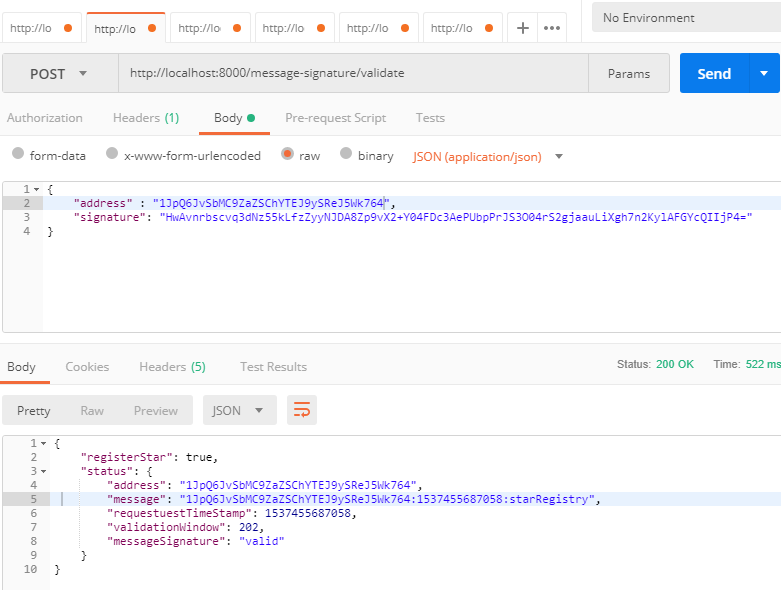 http://lo http://lo http://lo http://lo http://lo http://lo + ••• No Environment
POST http://localhost:8000/message-signature/validate Params Send
Authorization Headers (1) Body Pre-request Script Tests
form-data x-www-form-urlencoded raw binary JSON (application/json)
1 {
2 "address" : "1JpQ6JvSbMC9ZaZSChYTEJ9ySReJ5Wk764",
3 "signature": "HwAvnrbscvq3dNz55kLfzZyyNJDA8Zp9vX2+Y04FDc3AePUbpPrJS3O04rS2gjaauLiXgh7n2KylAFGYcQIIjP4="
4 }
Body Cookies Headers (5) Test Results Status: 200 OK Time: 522 ms
Pretty Raw Preview JSON
1 {
2 "registerStar": true,
3 "status": {
4 "address": "1JpQ6JvSbMC9ZaZSChYTEJ9ySReJ5Wk764",
5 "message": "1JpQ6JvSbMC9ZaZSChYTEJ9ySReJ5Wk764:1537455687058:starRegistry",
6 "requestuestTimeStamp": 1537455687058,
7 "validationWindow": 202,
8 "messageSignature": "valid"
9 }
10 }